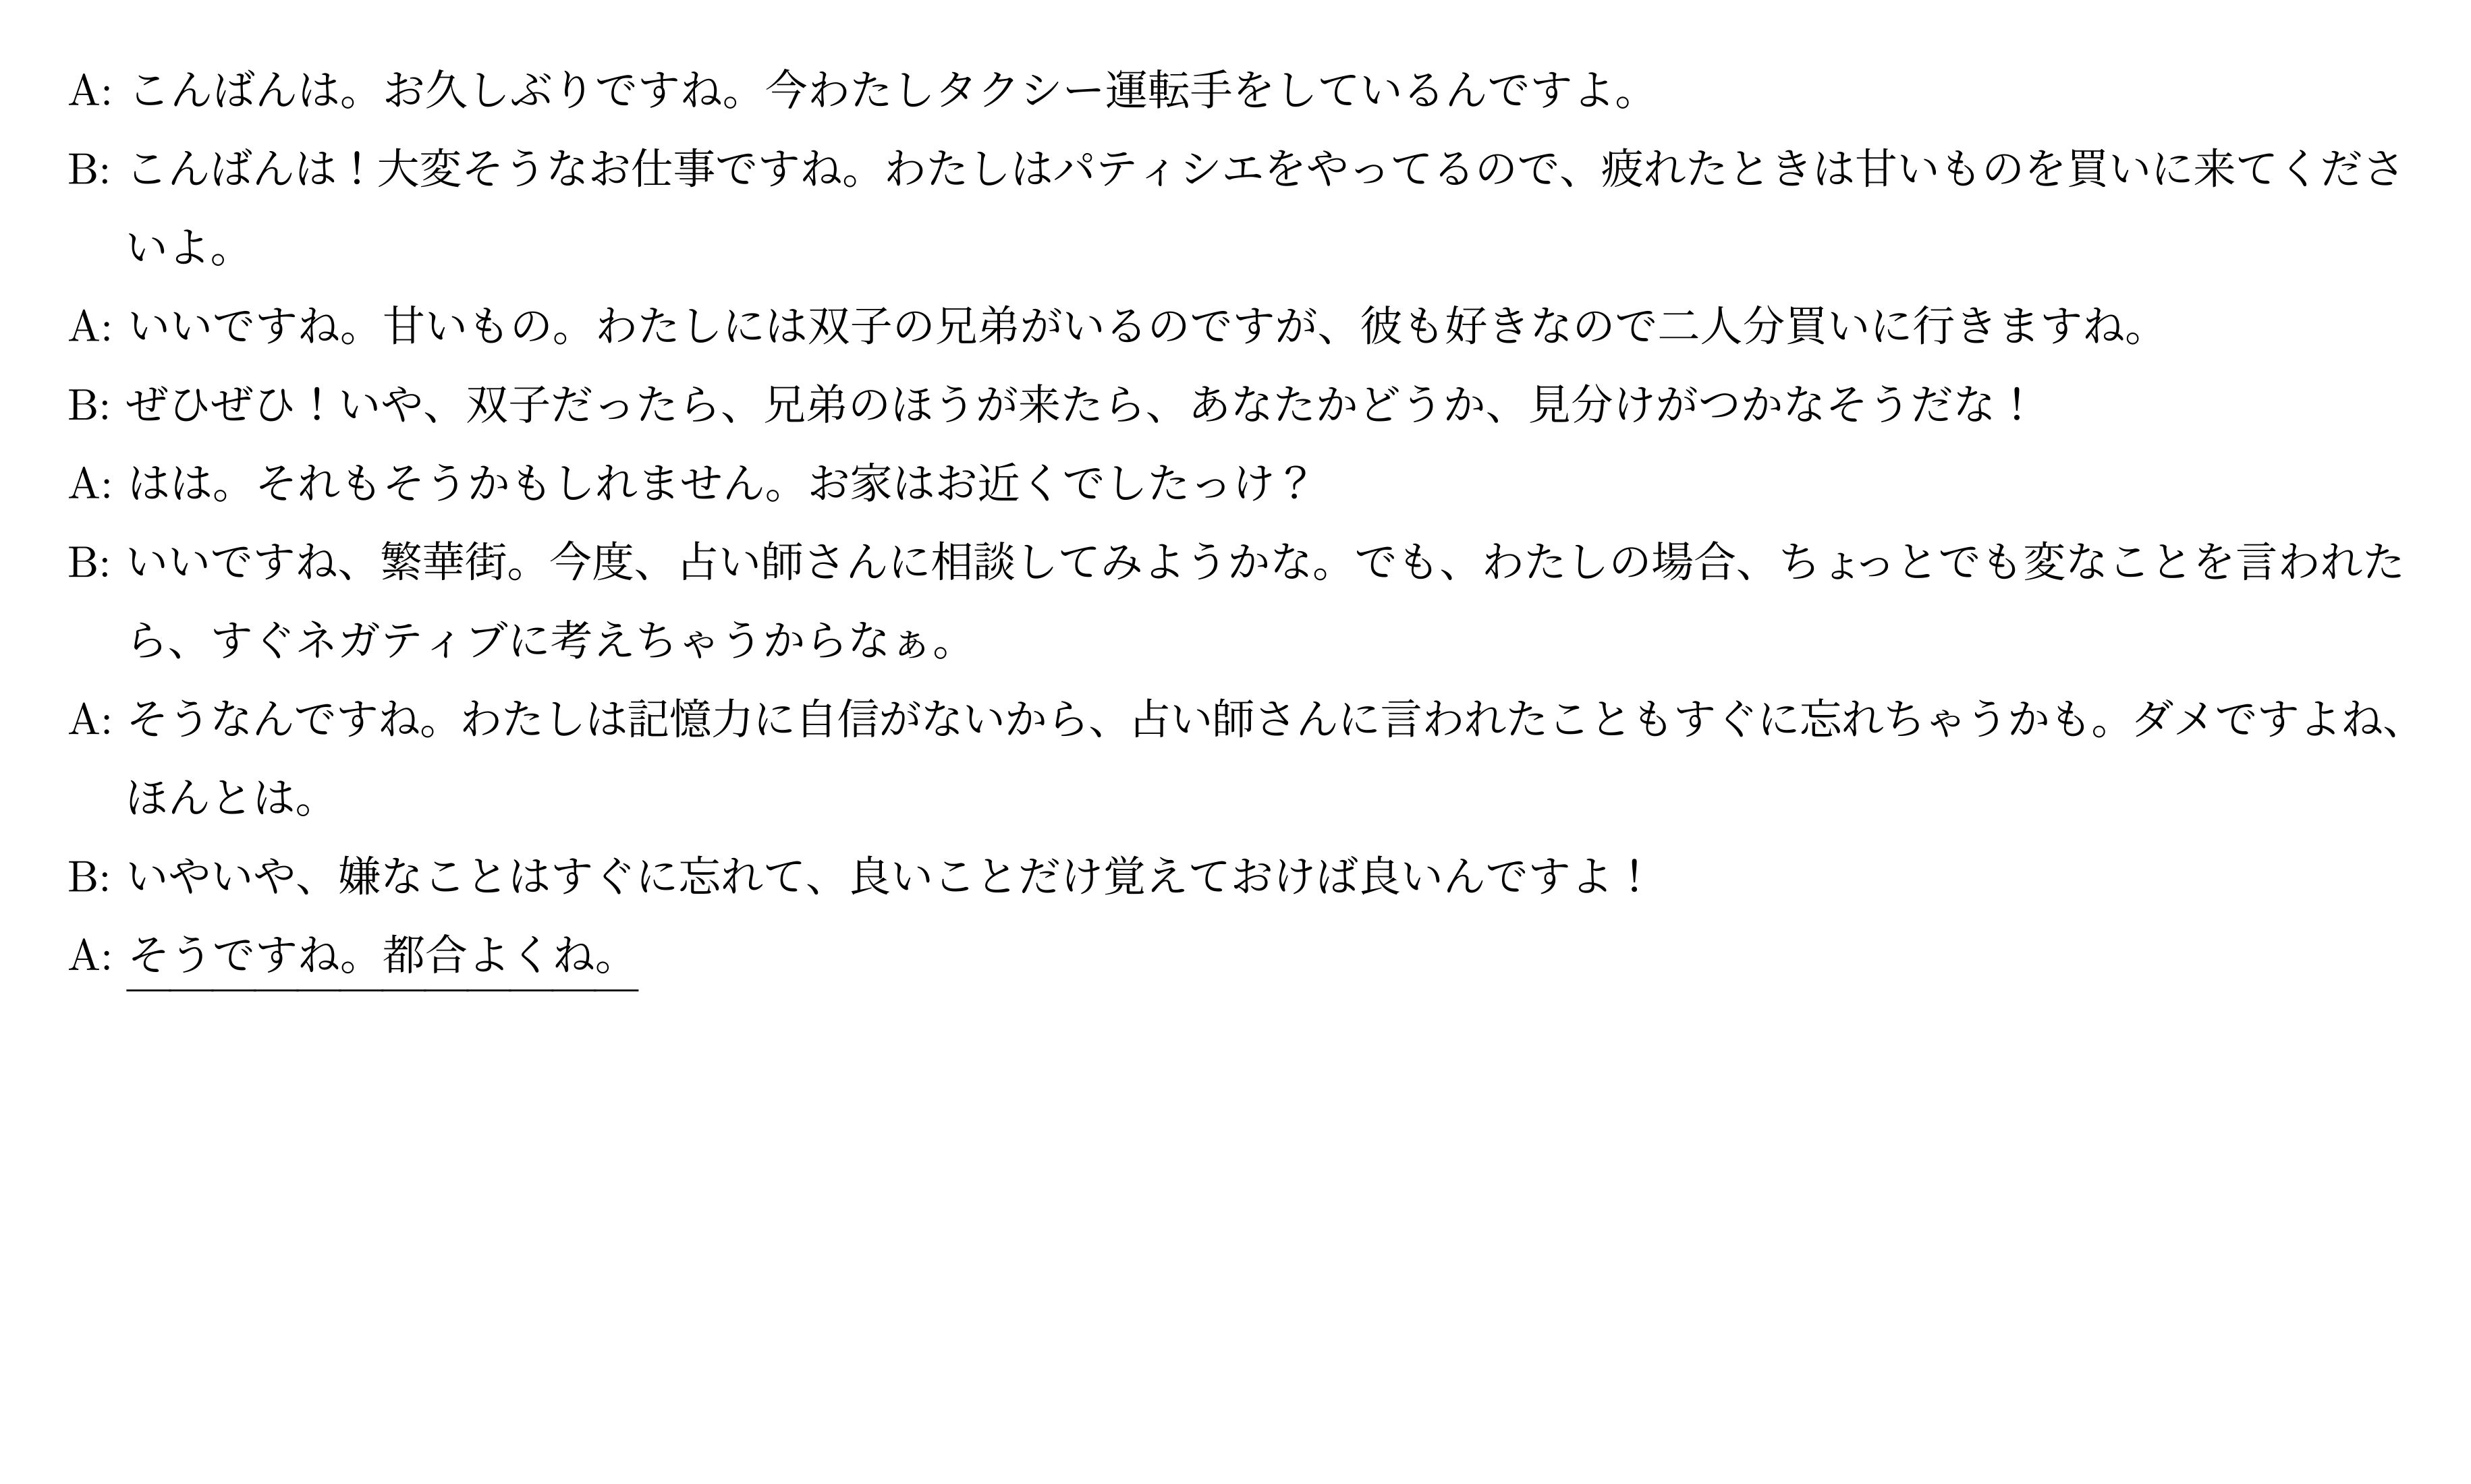 A: こんばんは。お久しぶりですね。今わたしタクシー運転手をしているんですよ。
B: こんばんは！大変そうなお仕事ですね。わたしはパティシエをやってるので、疲れたときは甘いものを買いに来てくださ
いよ。
A: いいですね。甘いもの。わたしには双子の兄弟がいるのですが、彼も好きなので二人分買いに行きますね。
B: ぜひぜひ！いや、双子だったら、兄弟のほうが来たら、あなたかどうか、見分けがつかなそうだな！
A: はは。それもそうかもしれません。お家はお近くでしたっけ？
B: いいですね、繁華街。今度、占い師さんに相談してみようかな。でも、わたしの場合、ちょっとでも変なことを言われた
ら、すぐネガティブに考えちゃうからなぁ。
A: そうなんですね。わたしは記憶力に自信がないから、占い師さんに言われたこともすぐに忘れちゃうかも。ダメですよね、
ほんとは。
B: いやいや、嫌なことはすぐに忘れて、良いことだけ覚えておけば良いんですよ！
A: そうですね。都合よくね。